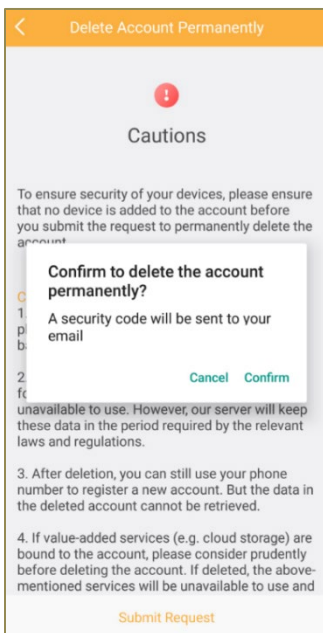 Delete Account Permanently
Cautions
To ensure security of your devices, please ensure
that no device is added to the account before
you submit the request to permanently delete the
account
Confirm to delete the account
permanently?
A security code will be sent to your
email
Cancel Confirm
C
1.
pl
ba
2.
fo
unavailable to use. However, our server will keep
these data in the period required by the relevant
laws and regulations.
3. After deletion, you can still use your phone
number to register a new account. But the data in
the deleted account cannot be retrieved.
4. If value-added services (e.g. cloud storage) are
bound to the account, please consider prudently
before deleting the account. If deleted, the above-
mentioned services will be unavailable to use and
Submit Request